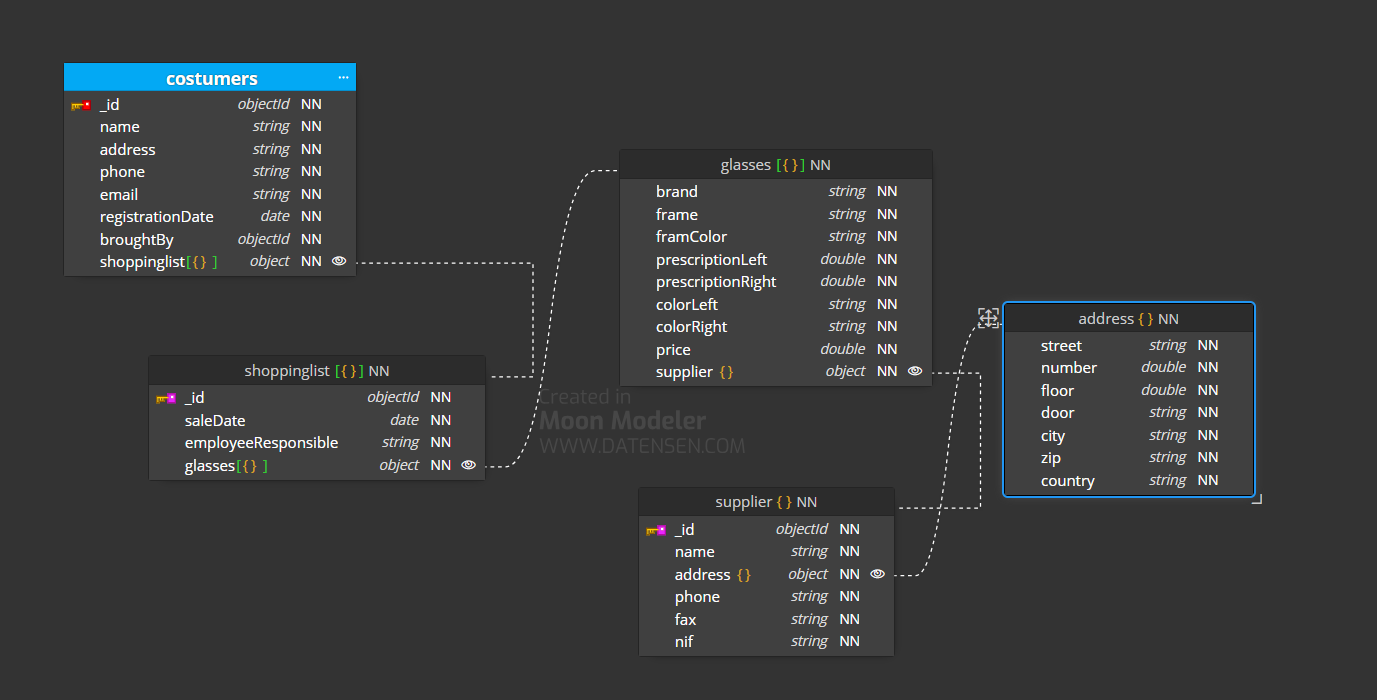 costumers ...
_id objectId NN
name string NN
address string NN
phone string NN
email string NN
registrationDate date NN
broughtBy objectId NN
shoppinglist[{} ] object NN
shoppinglist [{}] NN
_id objectId NN
saleDate date NN
employeeResponsible string NN
glasses[{} ] object NN
glasses [{}] NN
brand string NN
frame string NN
framColor string NN
prescriptionLeft double NN
prescriptionRight double NN
colorLeft string NN
colorRight string NN
price double NN
supplier {} object NN
Created in
Moon Modeler
WWW.DATENSEN.COM
supplier {} NN
_id objectId NN
name string NN
address {} object NN
phone string NN
fax string NN
nif string NN
address {} NN
street string NN
number double NN
floor double NN
door string NN
city string NN
zip string NN
country string NN